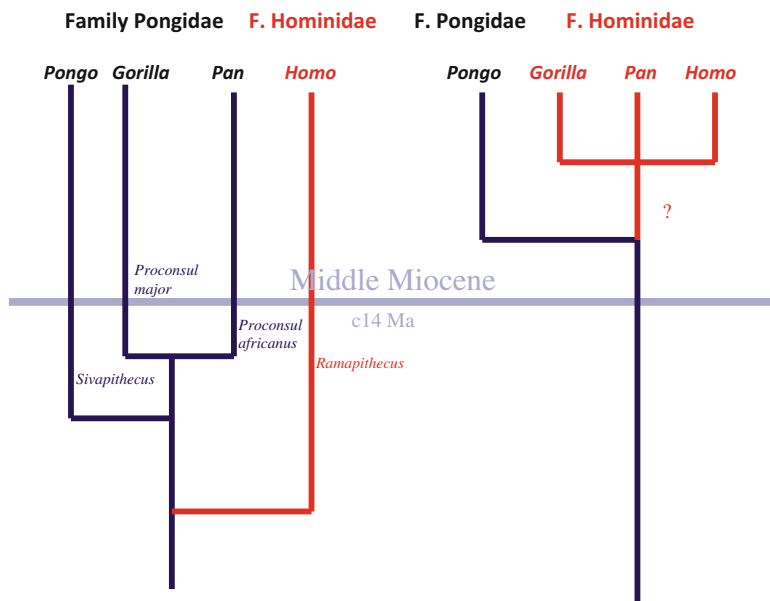 Family Pongidae F. Hominidae F. Pongidae F. Hominidae
Pongo Gorilla Pan Homo Pongo Gorilla Pan Homo
?
Proconsul
major
Middle Miocene
c14 Ma
Proconsul
africanus
Ramapithecus
Sivapithecus